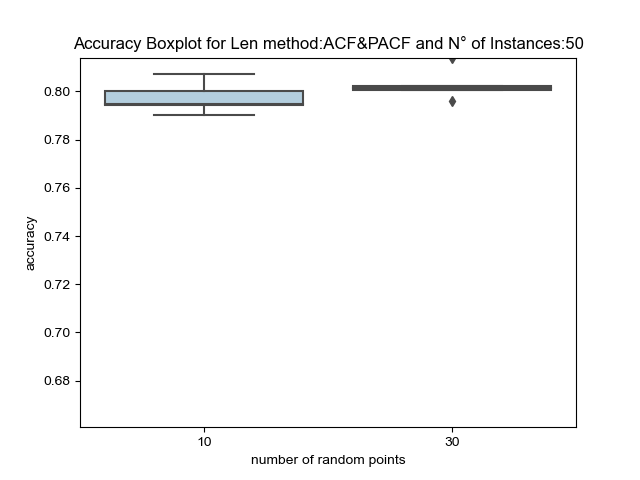 Accuracy Boxplot for Len method:ACF&PACF and N° of Instances:50
0.80
0.78
0.76
0.74
0.72
0.70
0.68
accuracy
10 30
number of random points